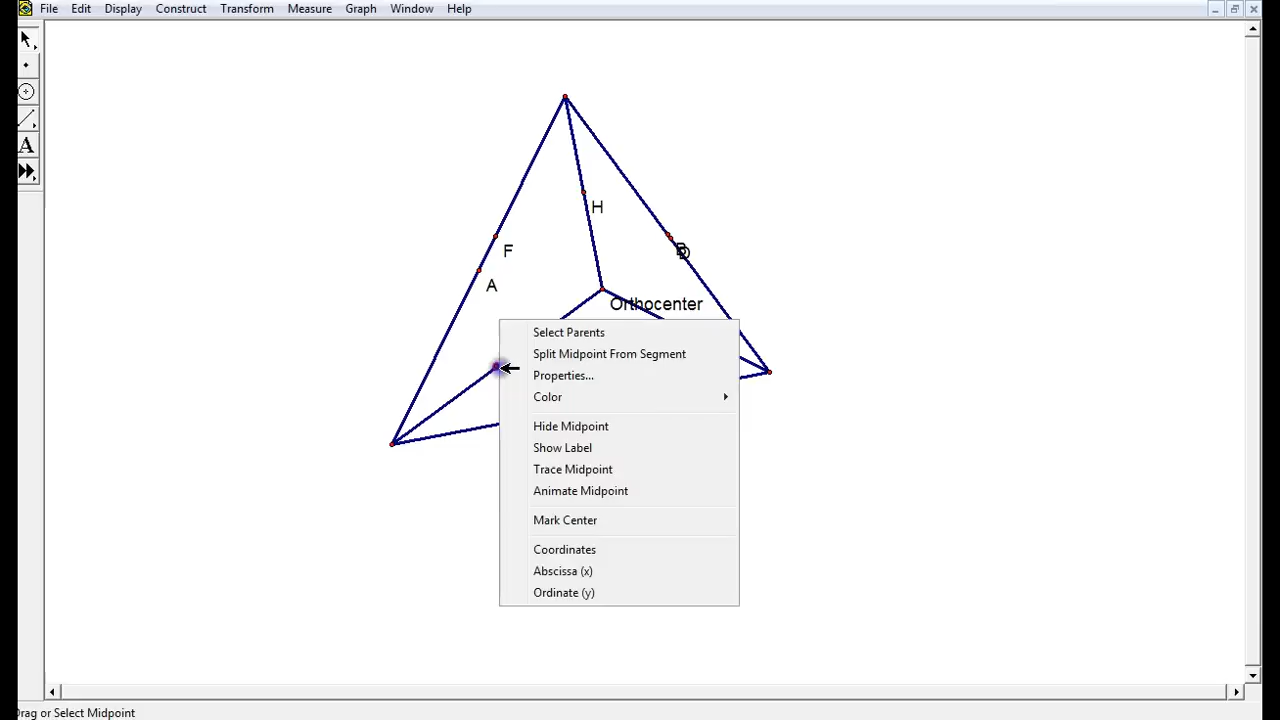 File Edit Display Construct Transform Measure Graph Window Help
A
H
F
A
Orthocenter
Select Parents
Split Midpoint From Segment
Properties...
Color
Hide Midpoint
Show Label
Trace Midpoint
Animate Midpoint
Mark Center
Coordinates
Abscissa (x)
Ordinate (y)
Drag or Select Midpoint